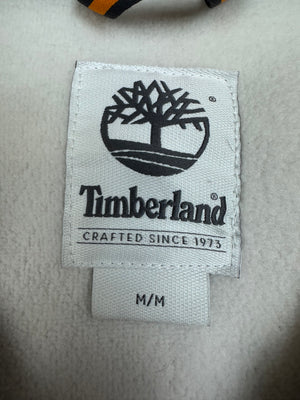 ®
Timberland
CRAFTED SINCE 1973
M/M